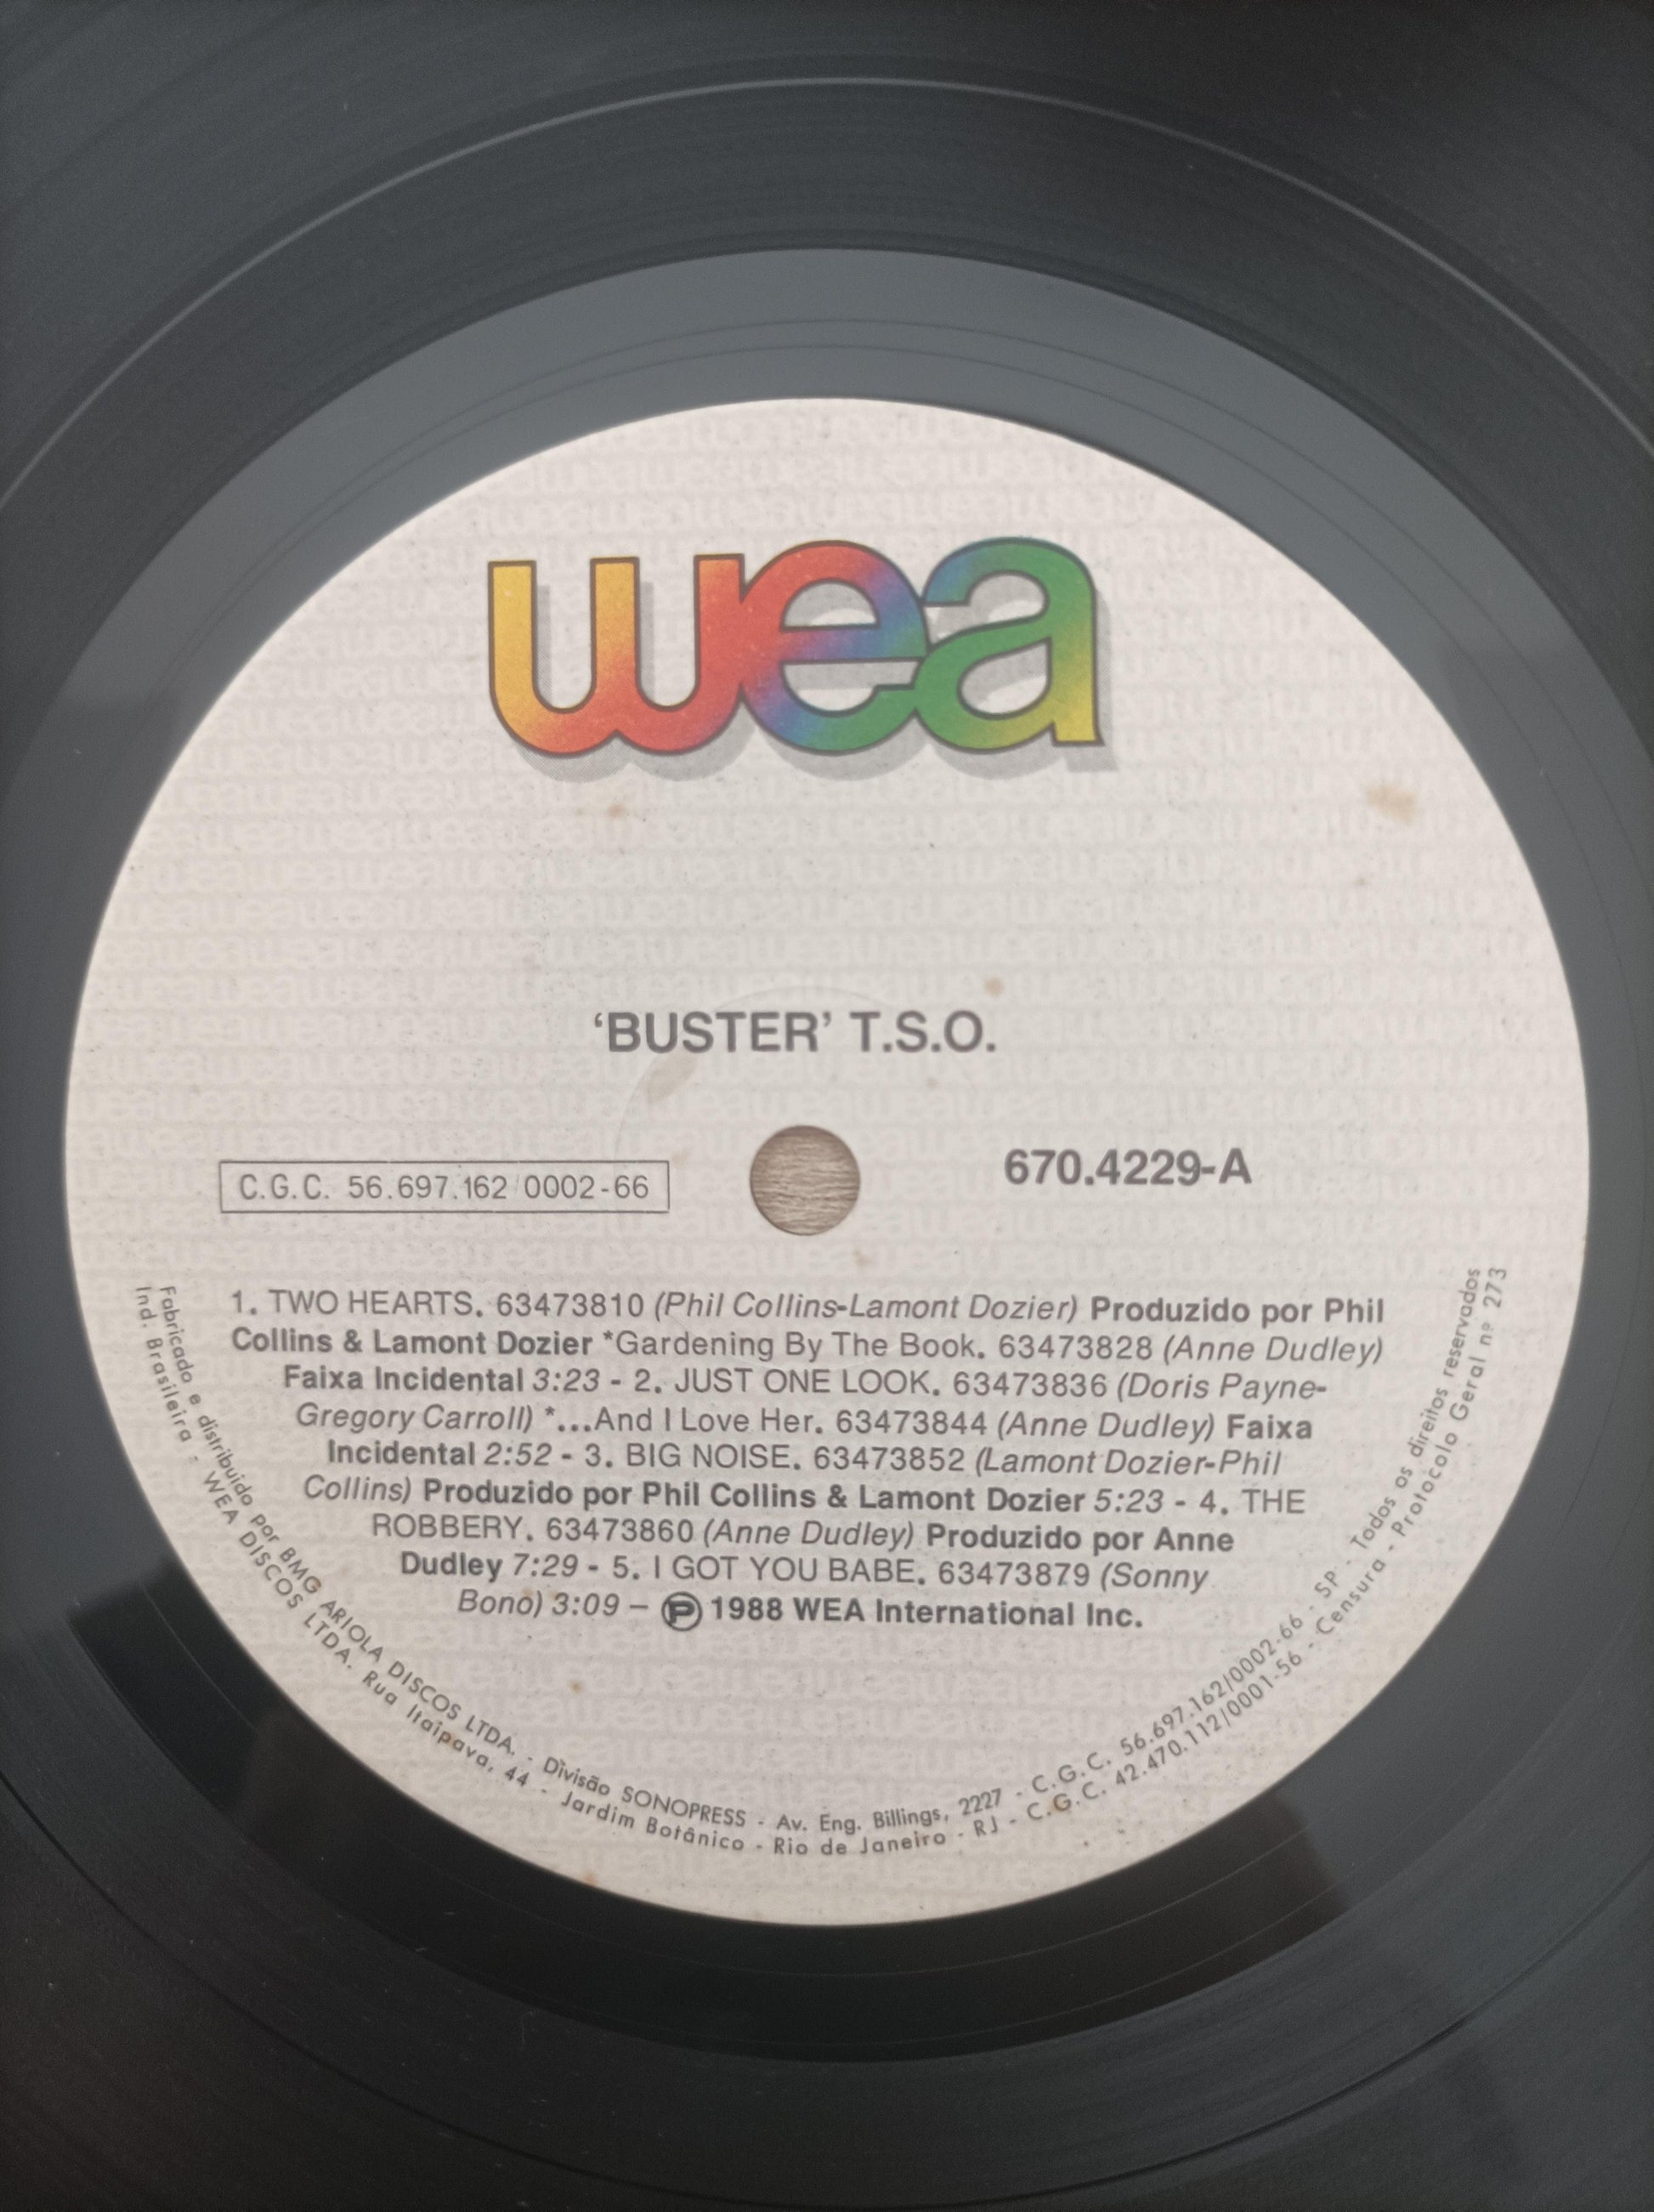 wea
'BUSTER' T.S.O.
C.G.C. 56.697.162 0002-66
670.4229-A
1. TWO HEARTS. 63473810 (Phil Collins-Lamont Dozier) Produzido por Phil
Collins & Lamont Dozier *Gardening By The Book. 63473828 (Anne Dudley)
Faixa Incidental 3:23 - 2. JUST ONE LOOK. 63473836 (Doris Payne-
Gregory Carroll) *...And I Love Her. 63473844 (Anne Dudley) Faixa
Incidental 2:52 - 3. BIG NOISE. 63473852 (Lamont Dozier-Phil
Collins) Produzido por Phil Collins & Lamont Dozier 5:23 - 4. THE
ROBBERY. 63473860 (Anne Dudley) Produzido por Anne
Dudley 7:29 - 5. I GOT YOU BABE. 63473879 (Sonny
Bono) 3:09 – Ⓟ 1988 WEA International Inc.
Fabricado e distribuído por BMG ARIOLA DISCOS LTDA. - Divisão SONOPRESS - Av. Eng. Billings, 2227 - C.G.C. 56.697.162/0002-66 - SP - Todos os direitos reservados
Ind. Brasileira - WEA DISCOS LTDA. Rua Itaipava, 44 - Jardim Botânico - Rio de Janeiro - RJ - C.G.C. 42.470.112/0001-56 - Censura - Protocolo Geral nº 273